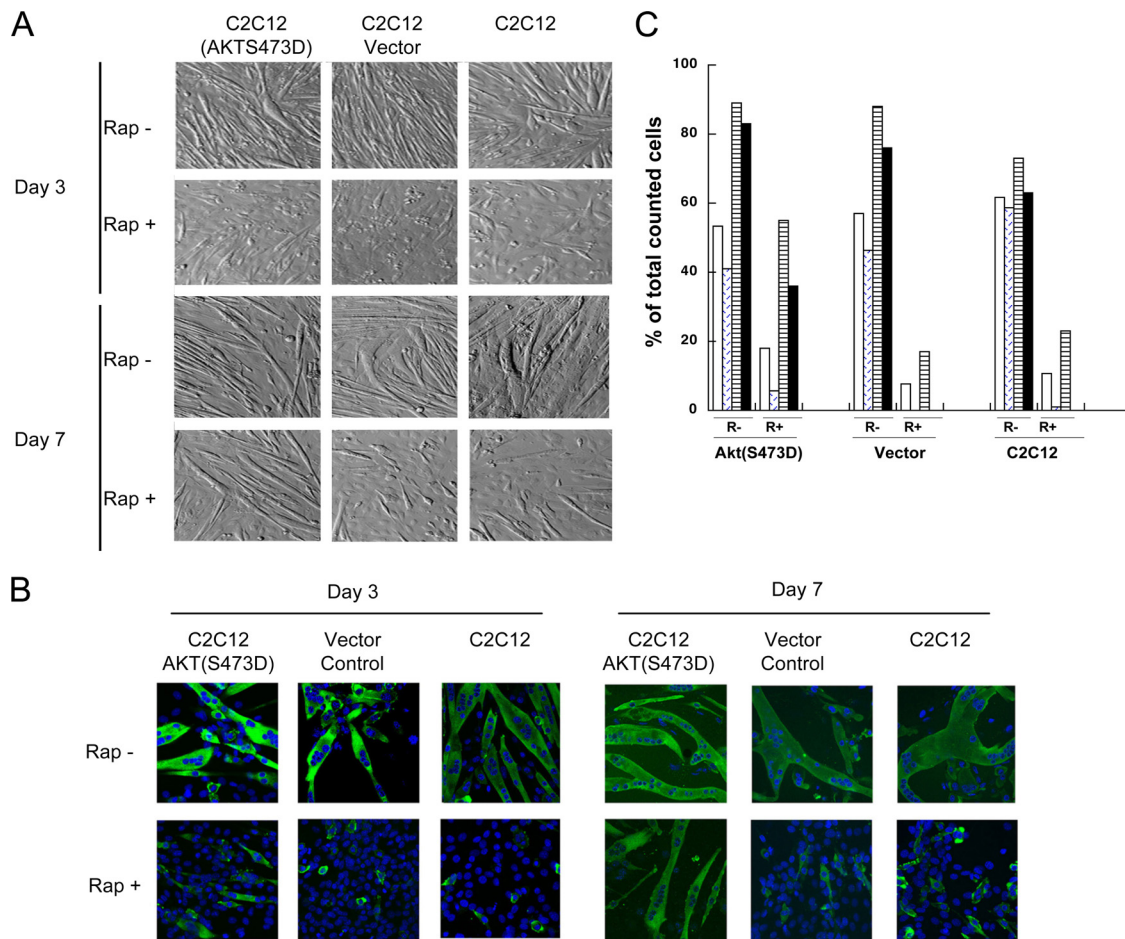 A
C2C12
(AKTS473D)
C2C12
Vector
C2C12
Day 3
Rap -
Rap +
Day 7
Rap -
Rap +
C
% of total counted cells
100
80
60
40
20
0
R-
R+
R-
R+
R-
R+
Akt(S473D)
Vector
C2C12
B
Day 3
Day 7
C2C12
AKT(S473D)
Vector
Control
C2C12
C2C12
AKT(S473D)
Vector
Control
C2C12
Rap -
Rap +